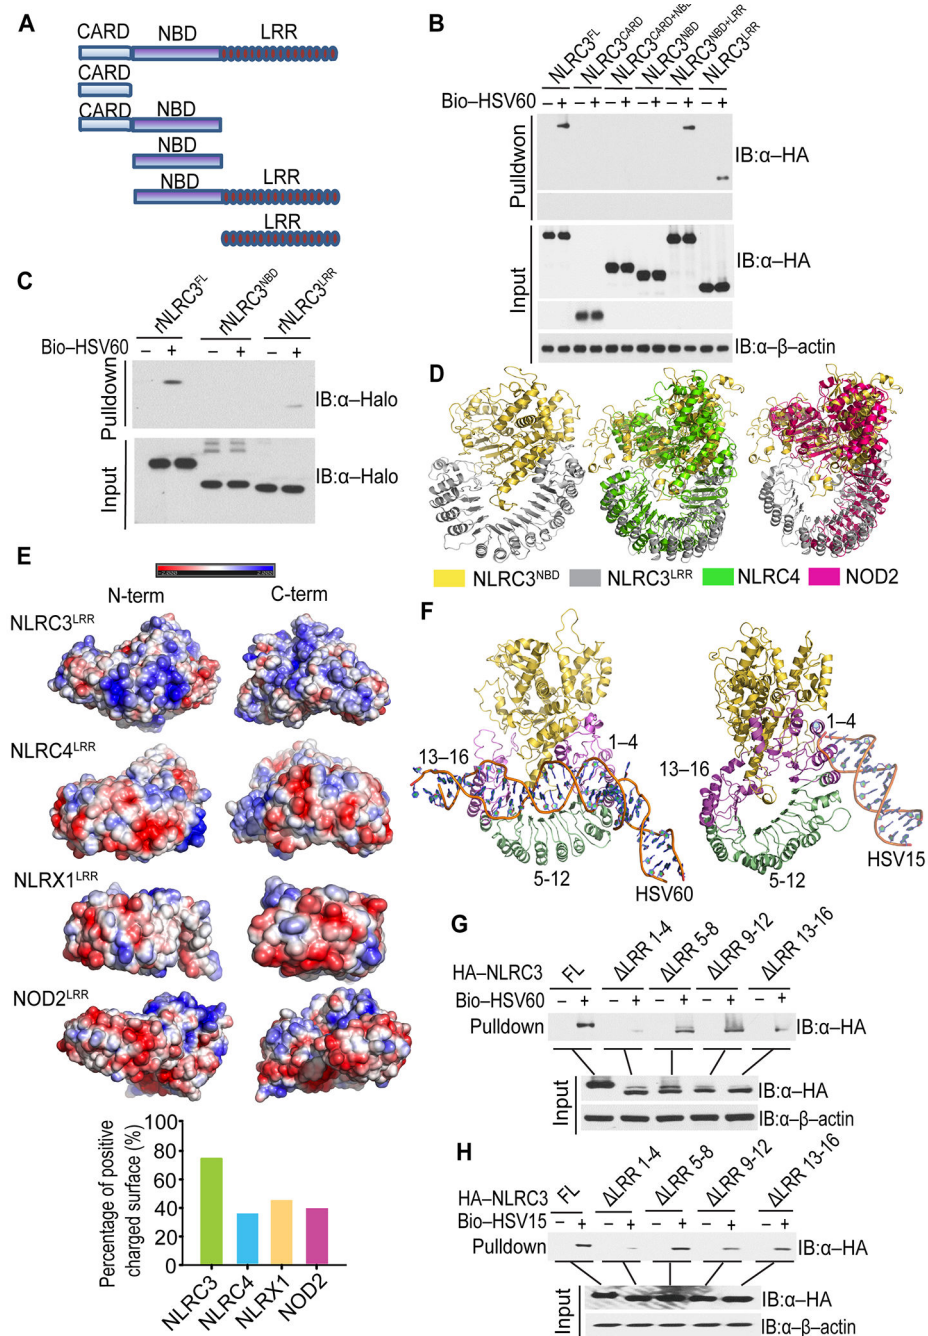 A
CARD NBD LRR
CARD
CARD NBD
NBD
NBD LRR
LRR
B
NLRC3FL NLRC3CARD NLRC3CARD+NBD NLRC3NBD NLRC3NBD+LRR NLRC3LRR
Bio–HSV60 – + – + – + – + – + – +
Pulldwon IB:α–HA
Input IB:α–HA
IB:α–β–actin
C
rNLRC3FL rNLRC3NBD rNLRC3LRR
Bio–HSV60 – + – + – +
Pulldown IB:α–Halo
Input IB:α–Halo
D
NLRC3NBD NLRC3LRR NLRC4 NOD2
E
-2.000 2.000
N-term C-term
NLRC3LRR
NLRC4LRR
NLRX1LRR
NOD2LRR
Percentage of positive
charged surface (%)
100
80
60
40
20
0
NLRC3 NLRC4 NLRX1 NOD2
F
13–16 1–4
5-12
HSV60
1–4
13–16
5-12
HSV15
G
HA–NLRC3 FL ΔLRR 1-4 ΔLRR 5-8 ΔLRR 9-12 ΔLRR 13-16
Bio–HSV60 – + – + – + – + – +
Pulldown IB:α–HA
Input IB:α–HA
IB:α–β–actin
H
HA–NLRC3 FL ΔLRR 1-4 ΔLRR 5-8 ΔLRR 9-12 ΔLRR 13-16
Bio–HSV15 – + – + – + – + – +
Pulldown IB:α–HA
Input IB:α–HA
IB:α–β–actin